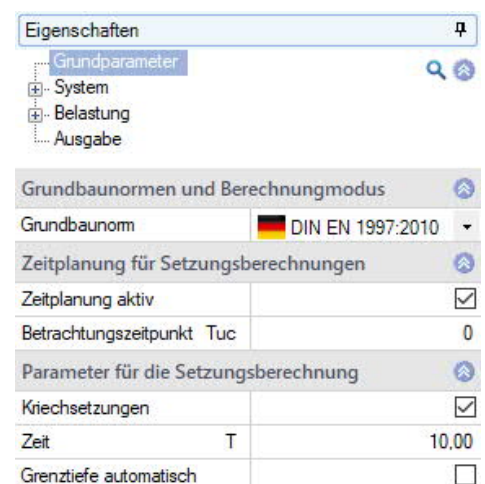 Eigenschaften
Grundparameter
System
Belastung
Ausgabe
Grundbaunormen und Berechnungmodus
Grundbaunorm DIN EN 1997:2010
Zeitplanung für Setzungsberechnungen
Zeitplanung aktiv
Betrachtungszeitpunkt Tuc 0
Parameter für die Setzungsberechnung
Kriechsetzungen
Zeit T 10,00
Grenztiefe automatisch